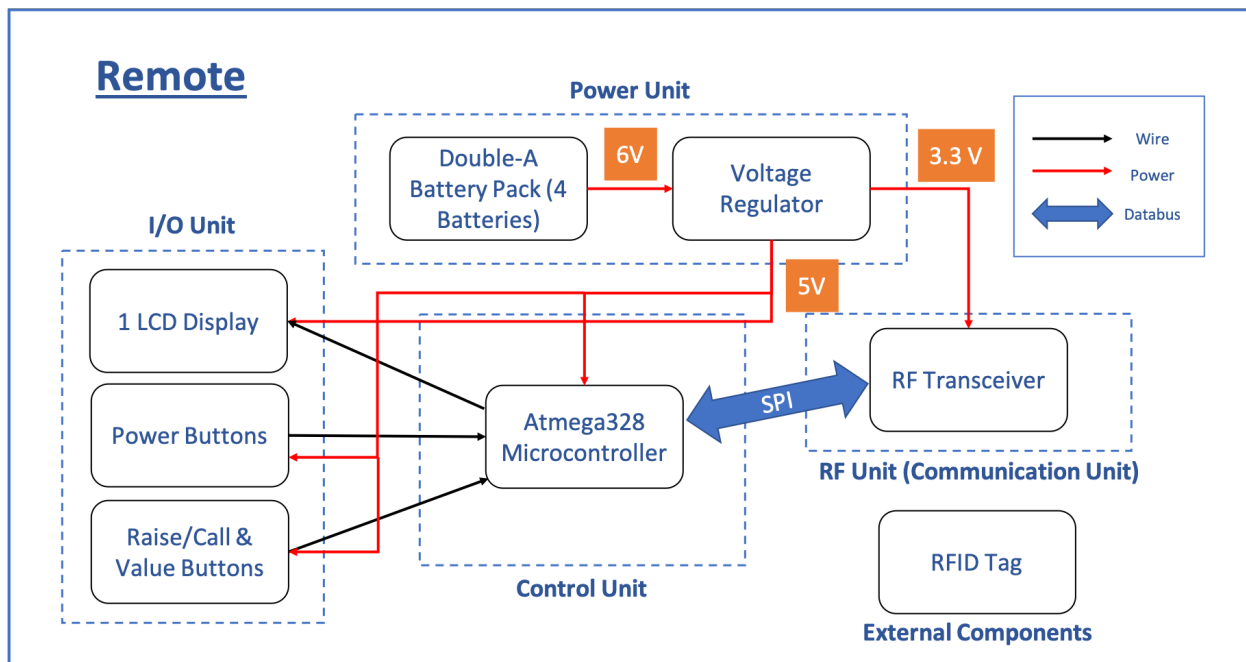 Remote
Power Unit
Double-A
Battery Pack (4
Batteries)
6V
Voltage
Regulator
3.3 V
Wire
Power
Databus
I/O Unit
5V
1 LCD Display
Power Buttons
Raise/Call &
Value Buttons
Atmega328
Microcontroller
Control Unit
SPI
RF Transceiver
RF Unit (Communication Unit)
RFID Tag
External Components